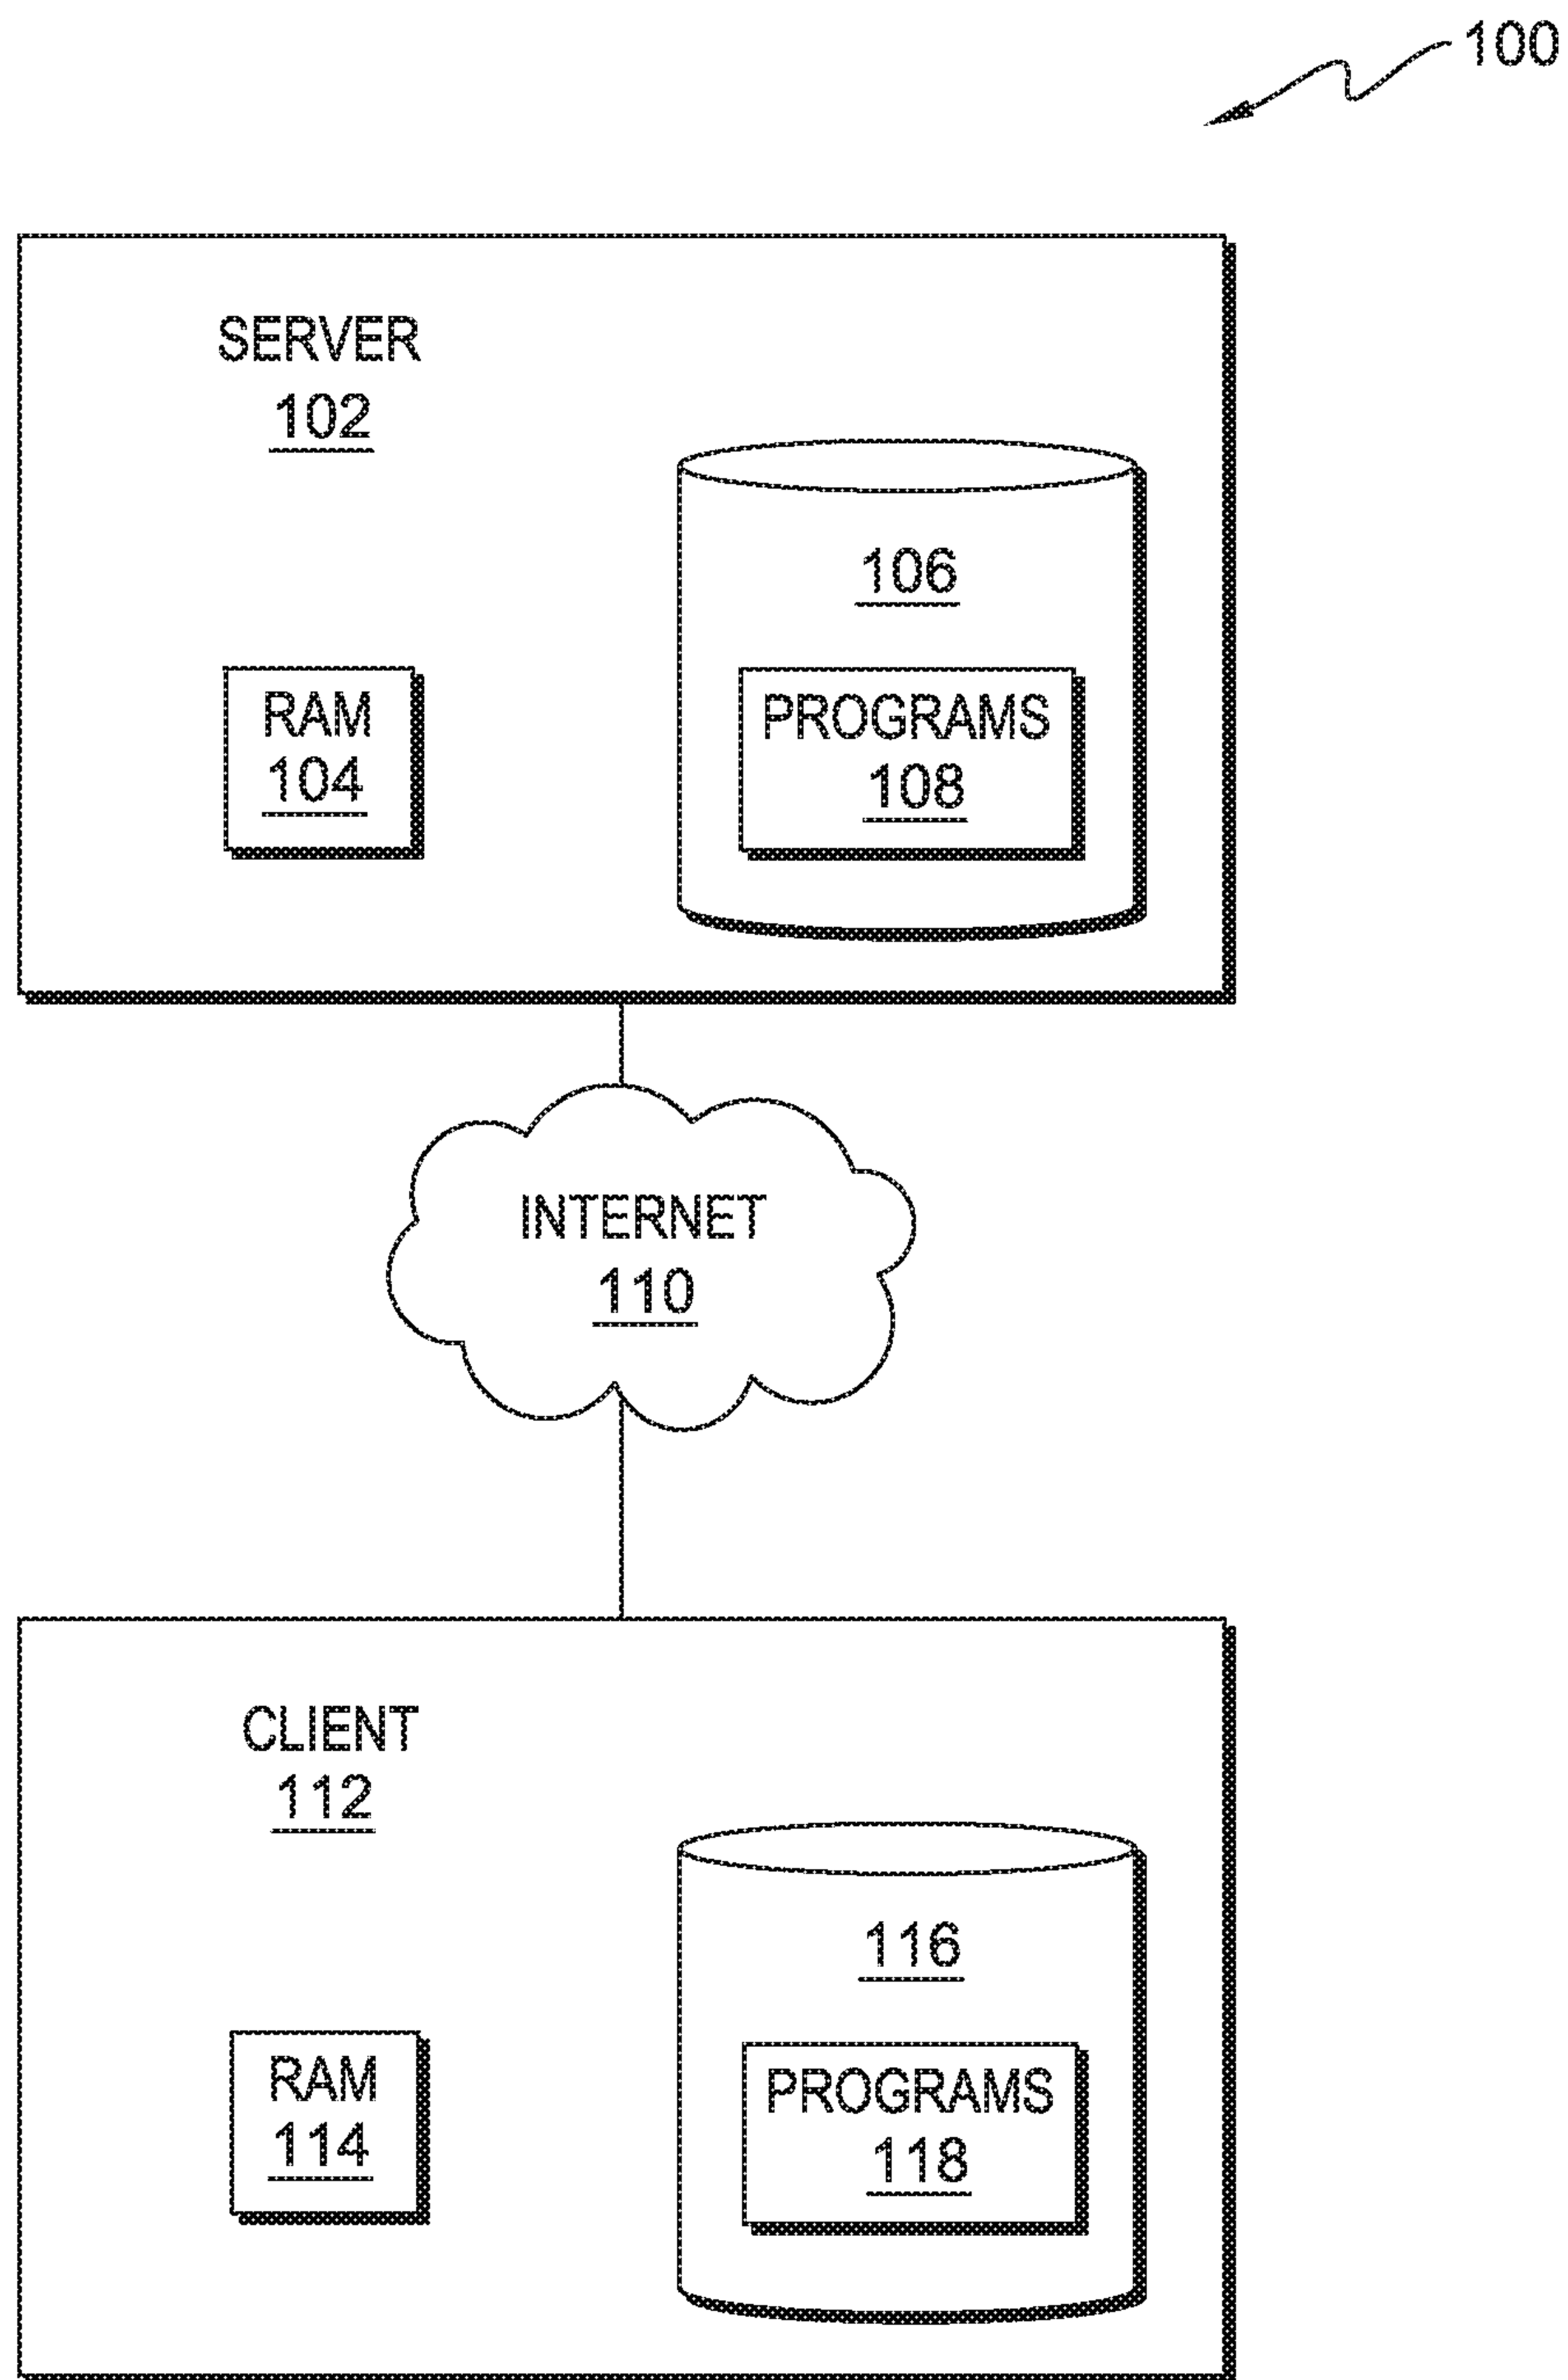 100
SERVER
102
106
RAM
104
PROGRAMS
108
INTERNET
110
CLIENT
112
116
RAM
114
PROGRAMS
118